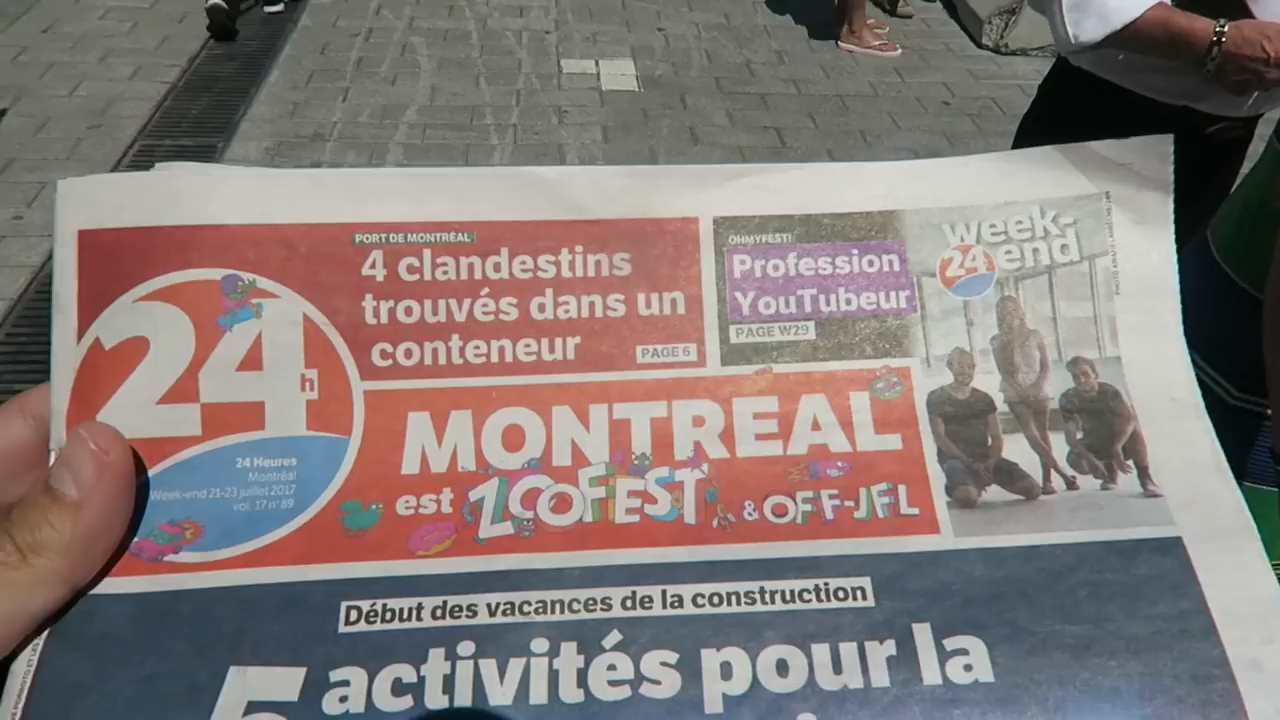 PORT DE MONTRÉAL
4 clandestins
trouvés dans un
conteneur
PAGE 6
OHMYFEST!
Profession
YouTubeur
PAGE W29
week-
24 end
24h
24 Heures
Montréal
Week-end 21-23 juillet 2017
vol. 17 n° 89
MONTREAL
est ZOOFEST & OFF-JFL
Début des vacances de la construction
5 activités pour la